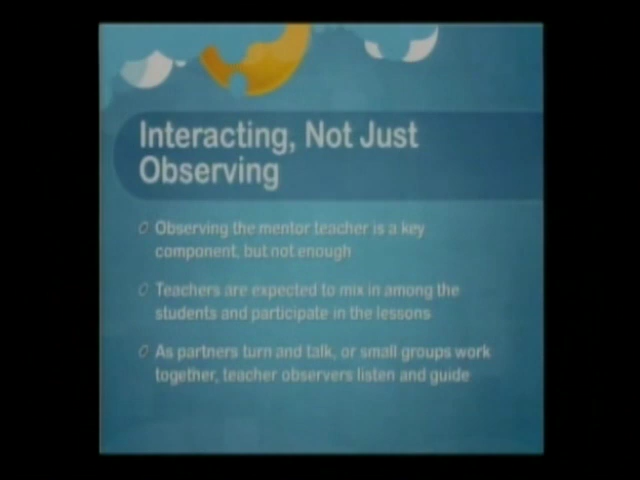 Interacting, Not Just
Observing
Observing the mentor teacher is a key
component, but not enough
Teachers are expected to mix in among the
students and participate in the lessons
As partners turn and talk, or small groups work
together, teacher observers listen and guide